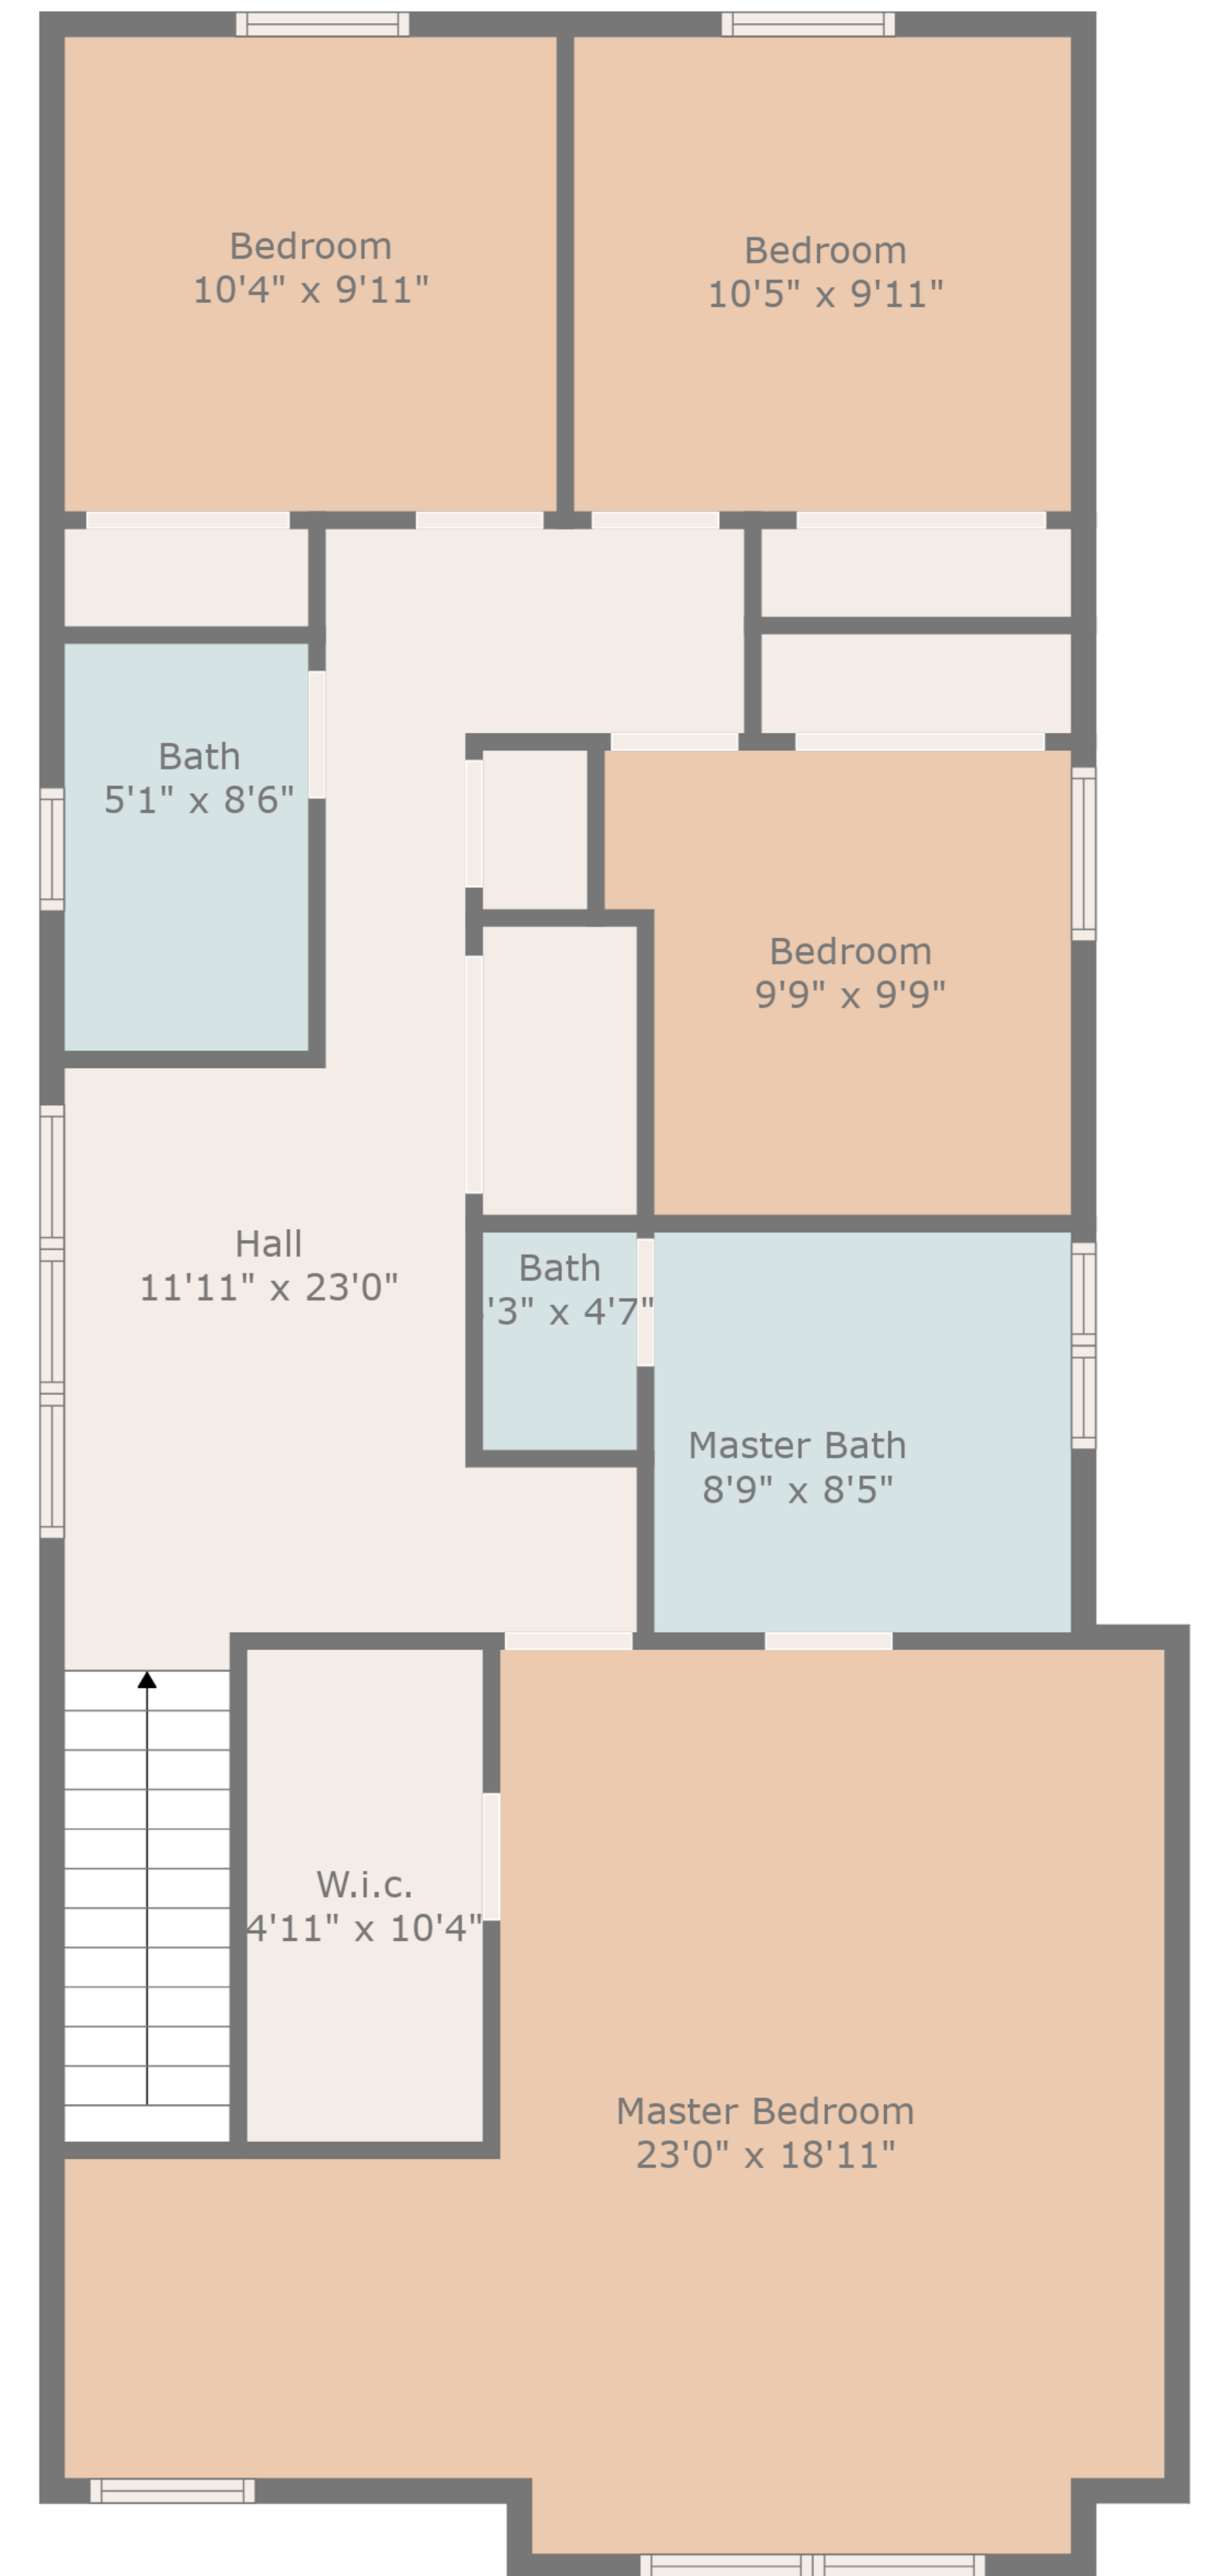 Bedroom
10'4" x 9'11"
Bedroom
10'5" x 9'11"
Bath
5'1" x 8'6"
Bedroom
9'9" x 9'9"
Hall
11'11" x 23'0"
Bath
'3" x 4'7"
Master Bath
8'9" x 8'5"
W.i.c.
4'11" x 10'4"
Master Bedroom
23'0" x 18'11"